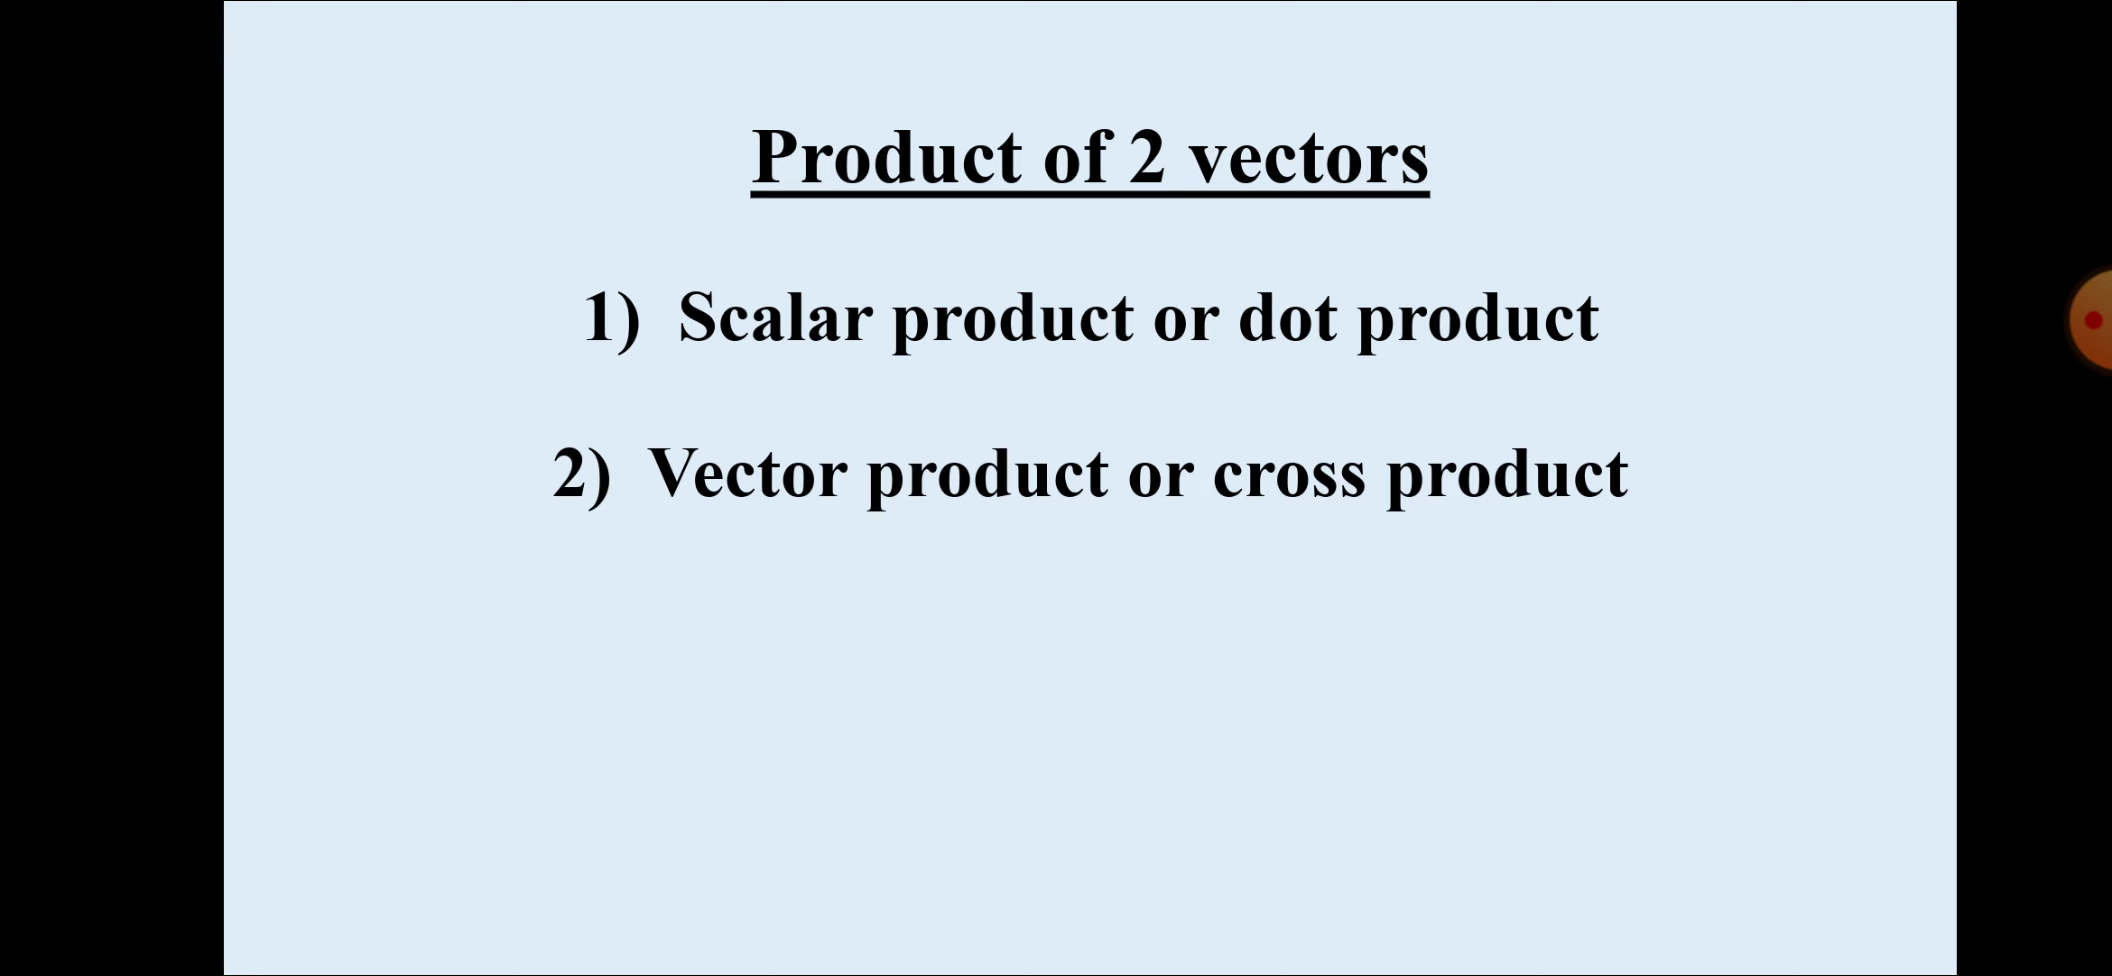 Product of 2 vectors
1) Scalar product or dot product
2) Vector product or cross product